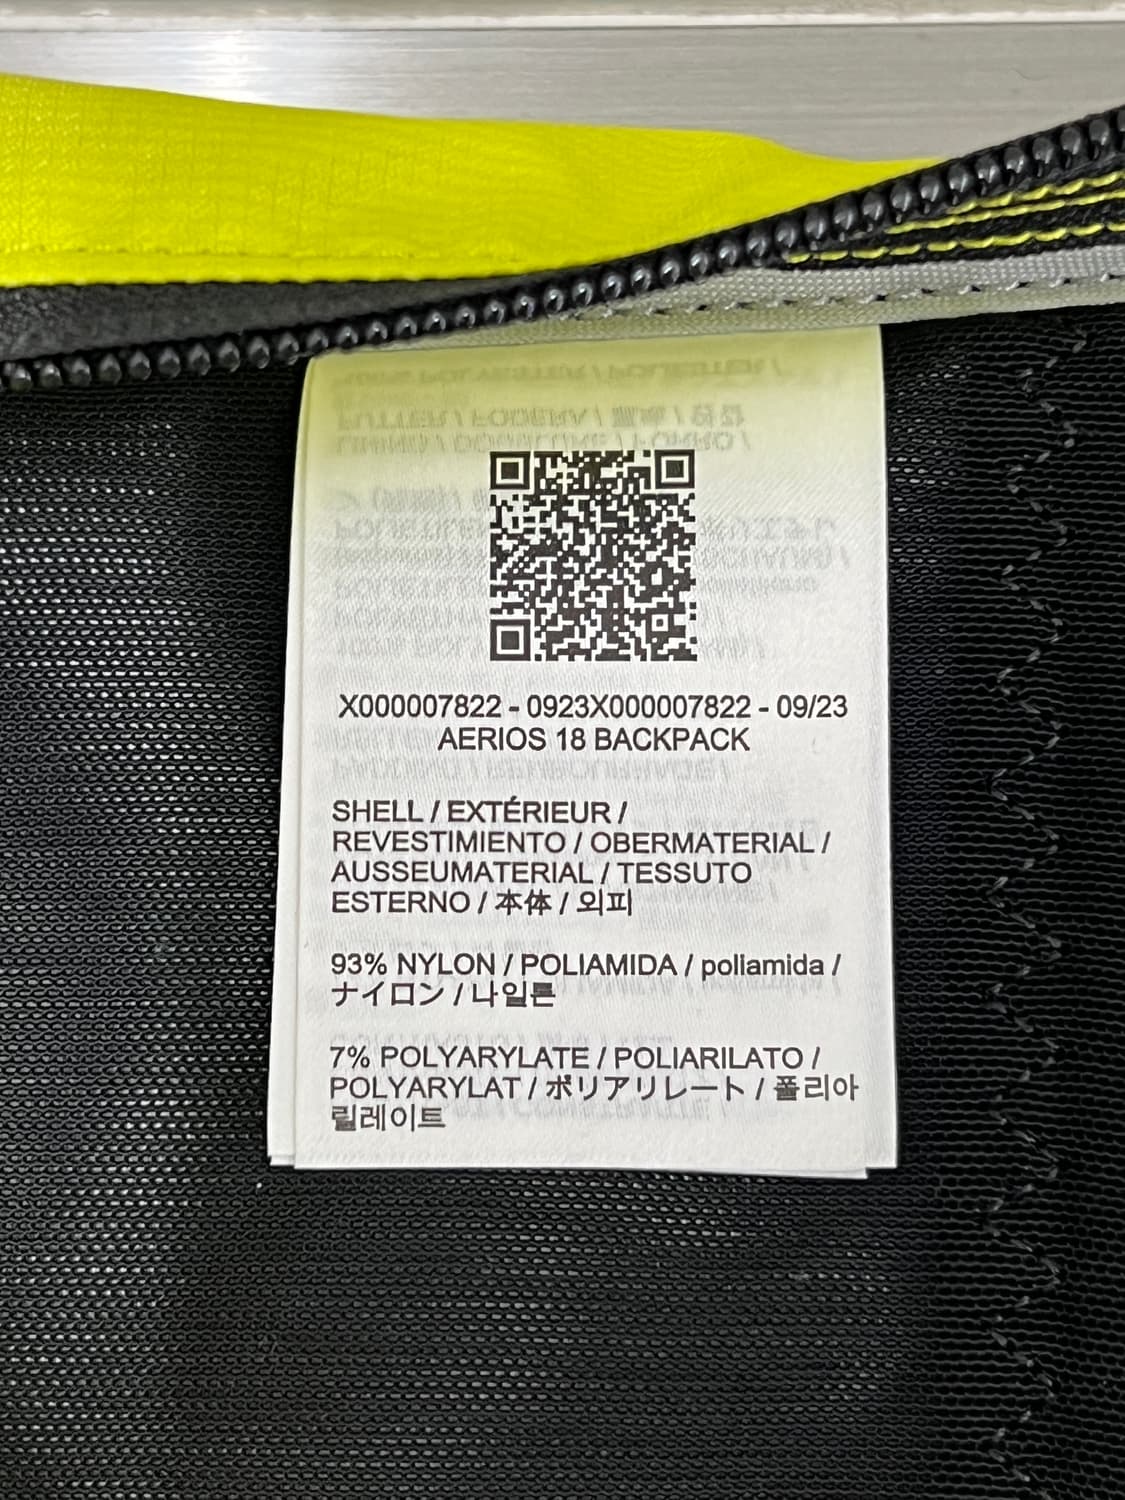 X000007822 - 0923X000007822 - 09/23
AERIOS 18 BACKPACK
SHELL / EXTÉRIEUR /
REVESTIMIENTO / OBERMATERIAL /
AUSSEUMATERIAL / TESSUTO
ESTERNO / 本体 / 외피
93% NYLON / POLIAMIDA / poliamida /
ナイロン / 나일론
7% POLYARYLATE / POLIARILATO /
POLYARYLAT / ポリアリレート / 폴리아
릴레이트